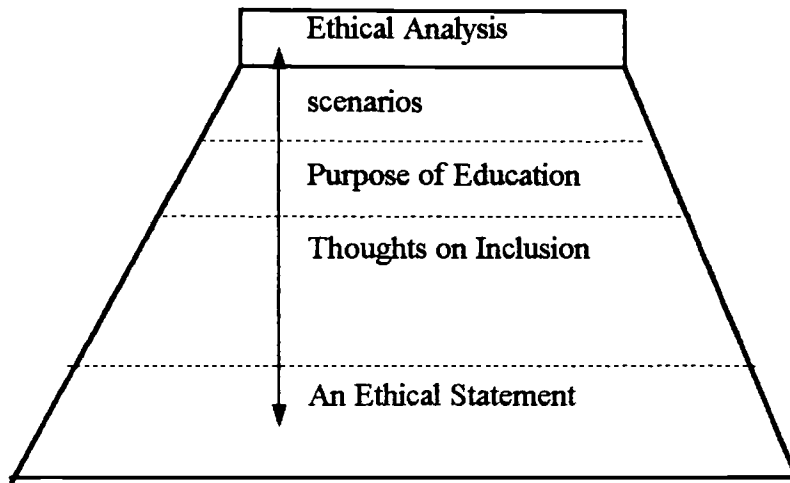 Ethical Analysis
scenarios
Purpose of Education
Thoughts on Inclusion
An Ethical Statement